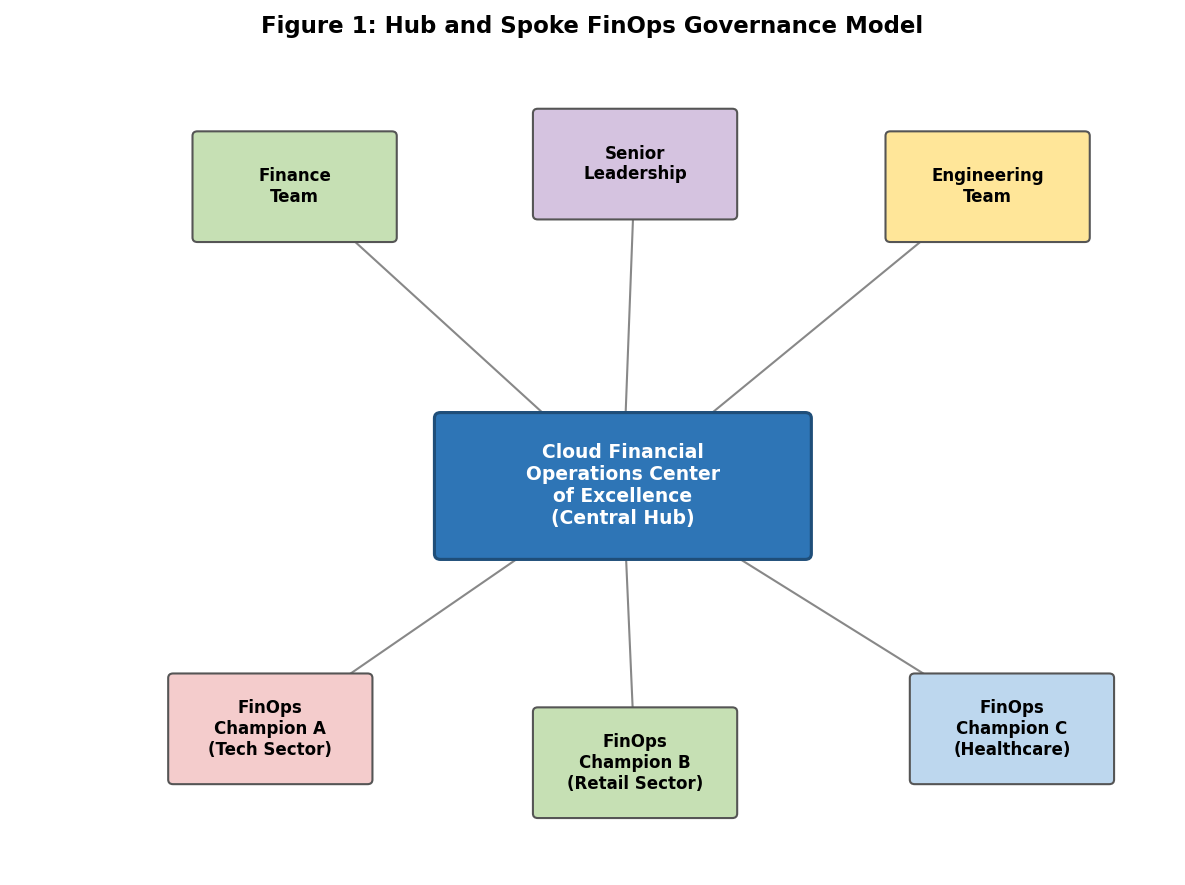 Figure 1: Hub and Spoke FinOps Governance Model
Finance
Team
Senior
Leadership
Engineering
Team
Cloud Financial
Operations Center
of Excellence
(Central Hub)
FinOps
Champion A
(Tech Sector)
FinOps
Champion B
(Retail Sector)
FinOps
Champion C
(Healthcare)